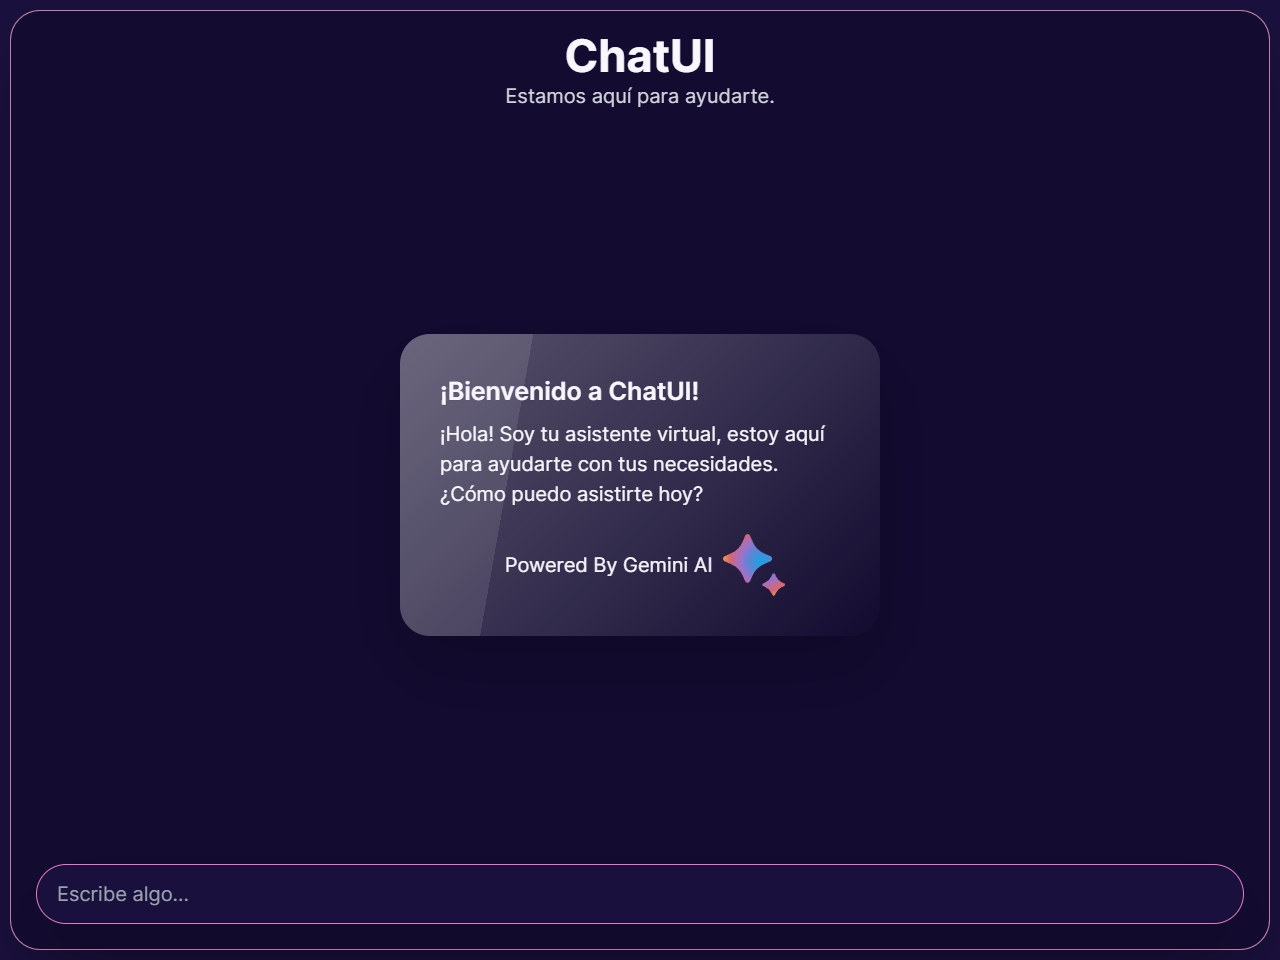 ChatUI
Estamos aquí para ayudarte.
¡Bienvenido a ChatUI!
¡Hola! Soy tu asistente virtual, estoy aquí
para ayudarte con tus necesidades.
¿Cómo puedo asistirte hoy?
Powered By Gemini AI
Escribe algo...